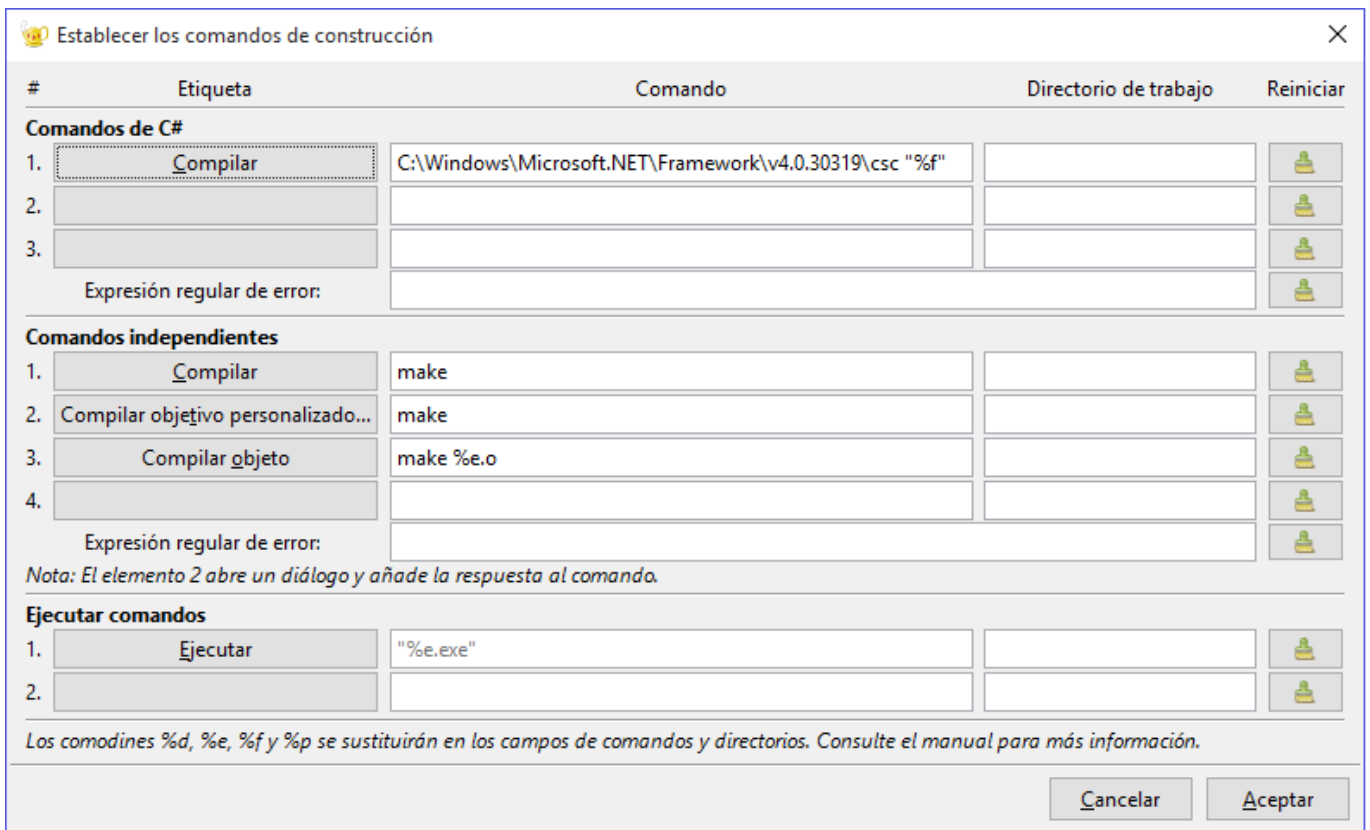 Establecer los comandos de construcción
# Etiqueta Comando Directorio de trabajo Reiniciar
Comandos de C#
1. Compilar C:\Windows\Microsoft.NET\Framework\v4.0.30319\csc "%f"
2.
3.
Expresión regular de error:
Comandos independientes
1. Compilar make
2. Compilar objetivo personalizado... make
3. Compilar objeto make %e.o
4.
Expresión regular de error:
Nota: El elemento 2 abre un diálogo y añade la respuesta al comando.
Ejecutar comandos
1. Ejecutar "%e.exe"
2.
Los comodines %d, %e, %f y %p se sustituirán en los campos de comandos y directorios. Consulte el manual para más información.
Cancelar Aceptar